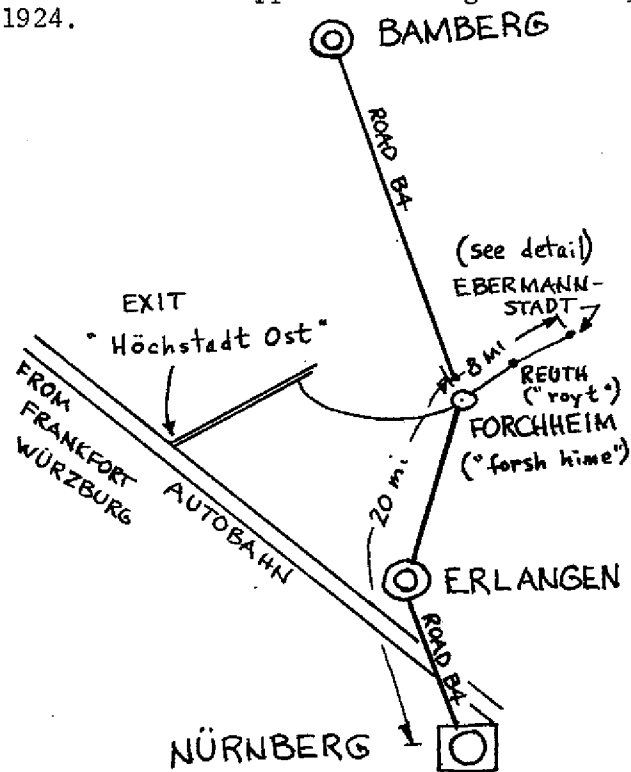 1924.
BAMBERG
ROAD B4
(see detail)
EBERMANN-
STADT
EXIT
"Höchstadt Ost"
8 mi
REUTH
("royt")
FORCHHEIM
("forsh hime")
FROM
FRANKFORT
WÜRZBURG
AUTOBAHN
20 mi
ERLANGEN
ROAD B4
NÜRNBERG